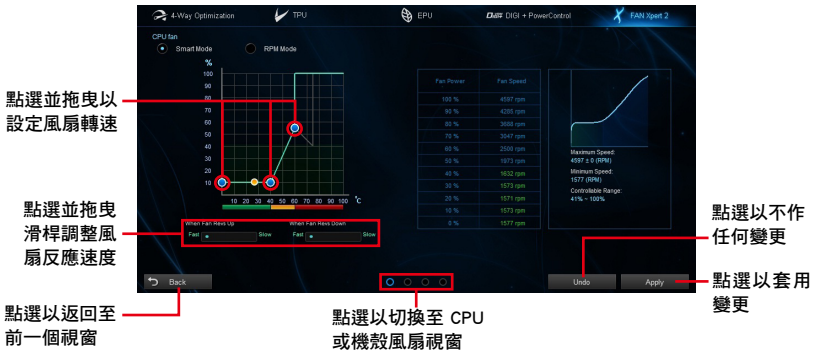 4-Way Optimization
TPU
EPU
DIGI+ DIGI + PowerControl
FAN Xpert 2
CPU fan
Smart Mode
RPM Mode
%
100
90
80
70
60
50
40
30
20
10
10 20 30 40 50 60 70 80 90 100 °C
When Fan Revs Up
Fast
Slow
When Fan Revs Down
Fast
Slow
Fan Power Fan Speed
100 % 4597 rpm
90 % 4285 rpm
80 % 3688 rpm
70 % 3047 rpm
60 % 2509 rpm
50 % 1973 rpm
40 % 1632 rpm
30 % 1573 rpm
20 % 1571 rpm
10 % 1573 rpm
0 % 1577 rpm
Maximum Speed:
4597 ± 0 (RPM)
Minimum Speed:
1577 (RPM)
Controllable Range:
41% ~ 100%
Back
Undo
Apply
點選並拖曳以
設定風扇轉速
點選並拖曳
滑桿調整風
扇反應速度
點選以返回至
前一個視窗
點選以切換至 CPU
或機殼風扇視窗
點選以不作
任何變更
點選以套用
變更